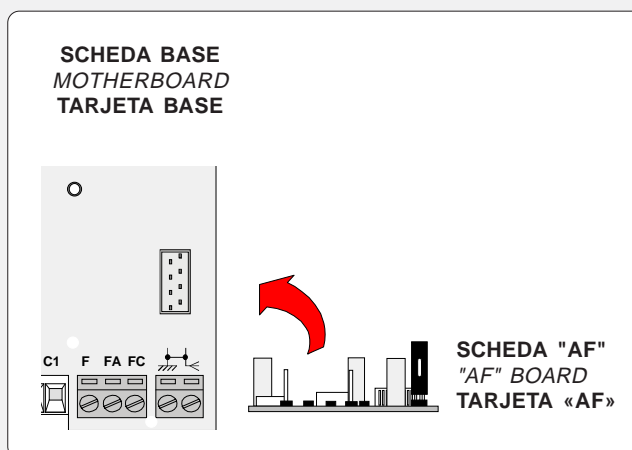 SCHEDA BASE
MOTHERBOARD
TARJETA BASE
C1 F FA FC
SCHEDA "AF"
"AF" BOARD
TARJETA «AF»